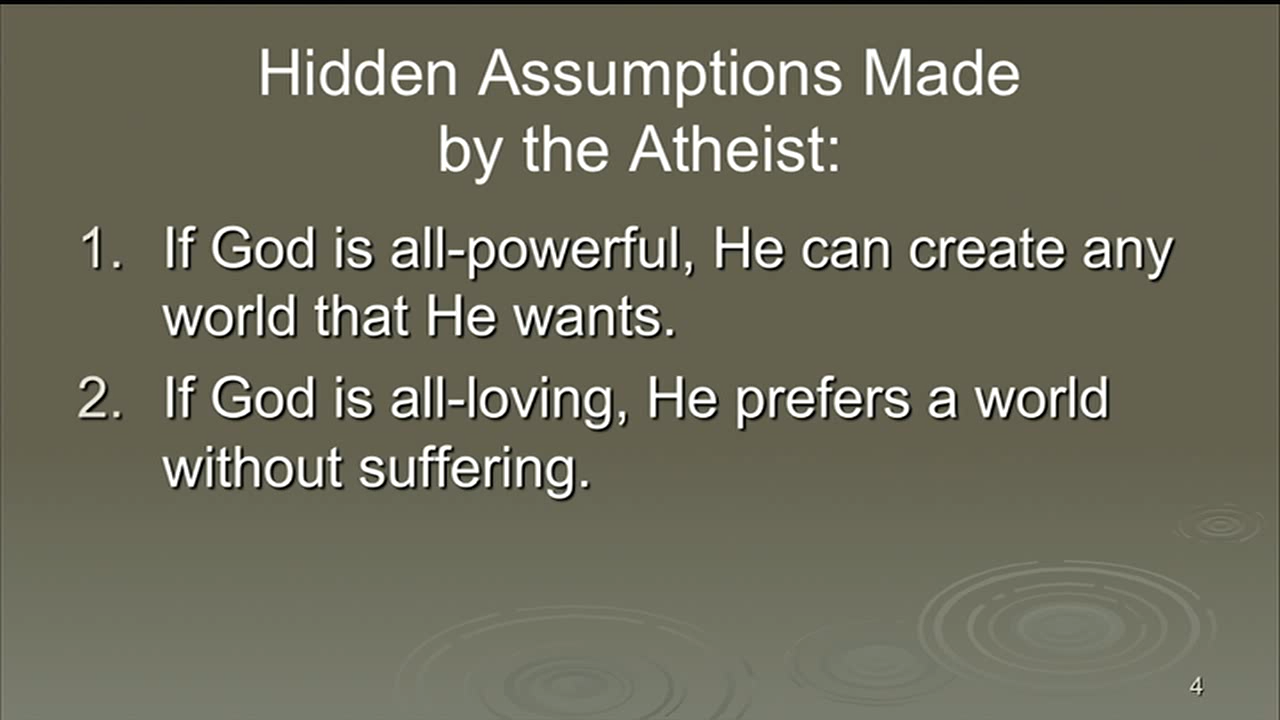 Hidden Assumptions Made
by the Atheist:
1. If God is all-powerful, He can create any
world that He wants.
2. If God is all-loving, He prefers a world
without suffering.
4